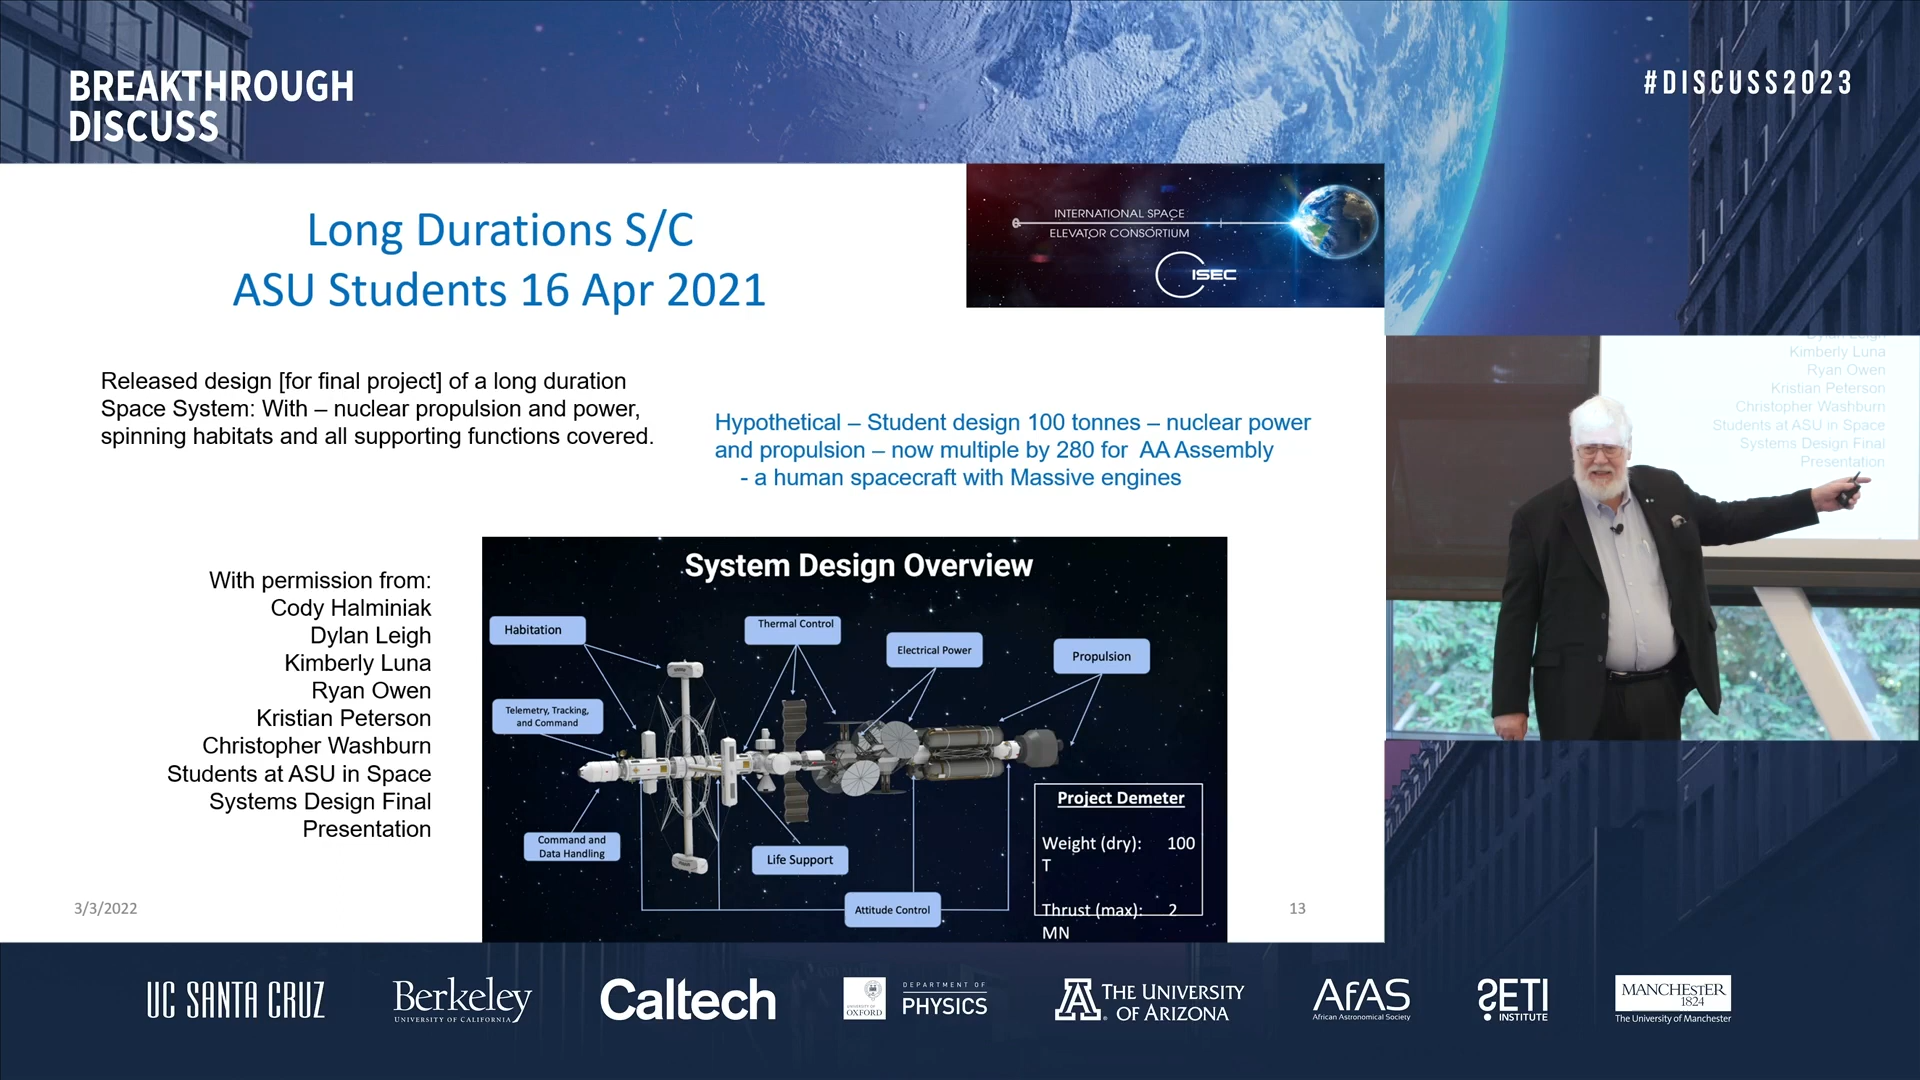 BREAKTHROUGH
DISCUSS
#DISCUSS2023
Long Durations S/C
ASU Students 16 Apr 2021
INTERNATIONAL SPACE
ELEVATOR CONSORTIUM
ISEC
Released design [for final project] of a long duration
Space System: With – nuclear propulsion and power,
spinning habitats and all supporting functions covered.
Hypothetical – Student design 100 tonnes – nuclear power
and propulsion – now multiple by 280 for AA Assembly
- a human spacecraft with Massive engines
With permission from:
Cody Halminiak
Dylan Leigh
Kimberly Luna
Ryan Owen
Kristian Peterson
Christopher Washburn
Students at ASU in Space
Systems Design Final
Presentation
System Design Overview
Habitation
Thermal Control
Electrical Power
Propulsion
Telemetry, Tracking,
and Command
Command and
Data Handling
Life Support
Attitude Control
Project Demeter
Weight (dry): 100
T
Thrust (max): 2
MN
3/3/2022
13
Dylan Leigh
Kimberly Luna
Ryan Owen
Kristian Peterson
Christopher Washburn
Students at ASU in Space
Systems Design Final
Presentation
UC SANTA CRUZ
Berkeley
UNIVERSITY OF CALIFORNIA
Caltech
UNIVERSITY OF
OXFORD
DEPARTMENT OF
PHYSICS
A
THE UNIVERSITY
OF ARIZONA
AfAS
African Astronomical Society
SETI
INSTITUTE
MANCHESTER
1824
The University of Manchester